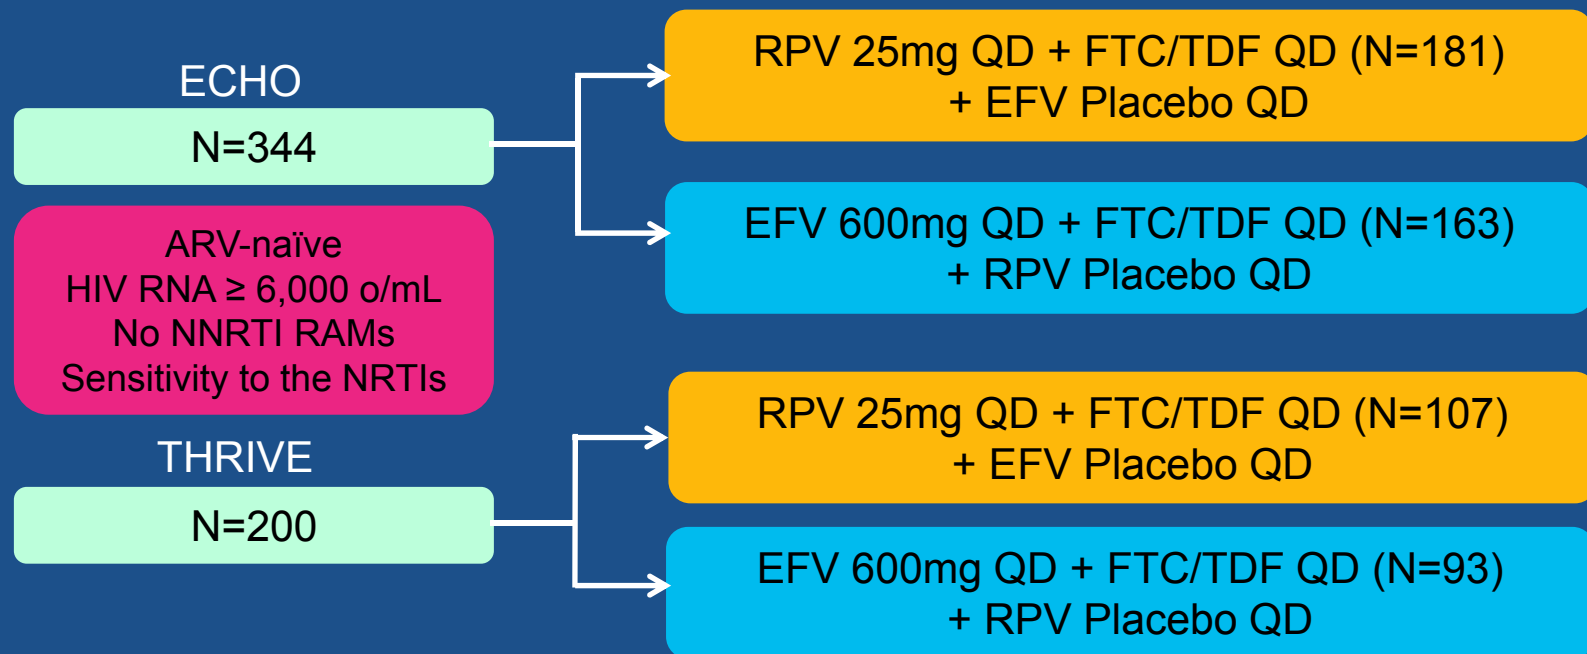 ECHO
N=344
RPV 25mg QD + FTC/TDF QD (N=181)
+ EFV Placebo QD
EFV 600mg QD + FTC/TDF QD (N=163)
+ RPV Placebo QD
ARV-naïve
HIV RNA ≥ 6,000 o/mL
No NNRTI RAMs
Sensitivity to the NRTIs
THRIVE
N=200
RPV 25mg QD + FTC/TDF QD (N=107)
+ EFV Placebo QD
EFV 600mg QD + FTC/TDF QD (N=93)
+ RPV Placebo QD